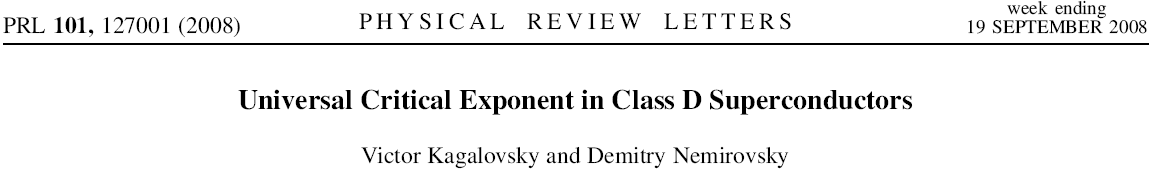 PRL 101, 127001 (2008) PHYSICAL REVIEW LETTERS week ending
19 SEPTEMBER 2008
Universal Critical Exponent in Class D Superconductors
Victor Kagalovsky and Demitry Nemirovsky